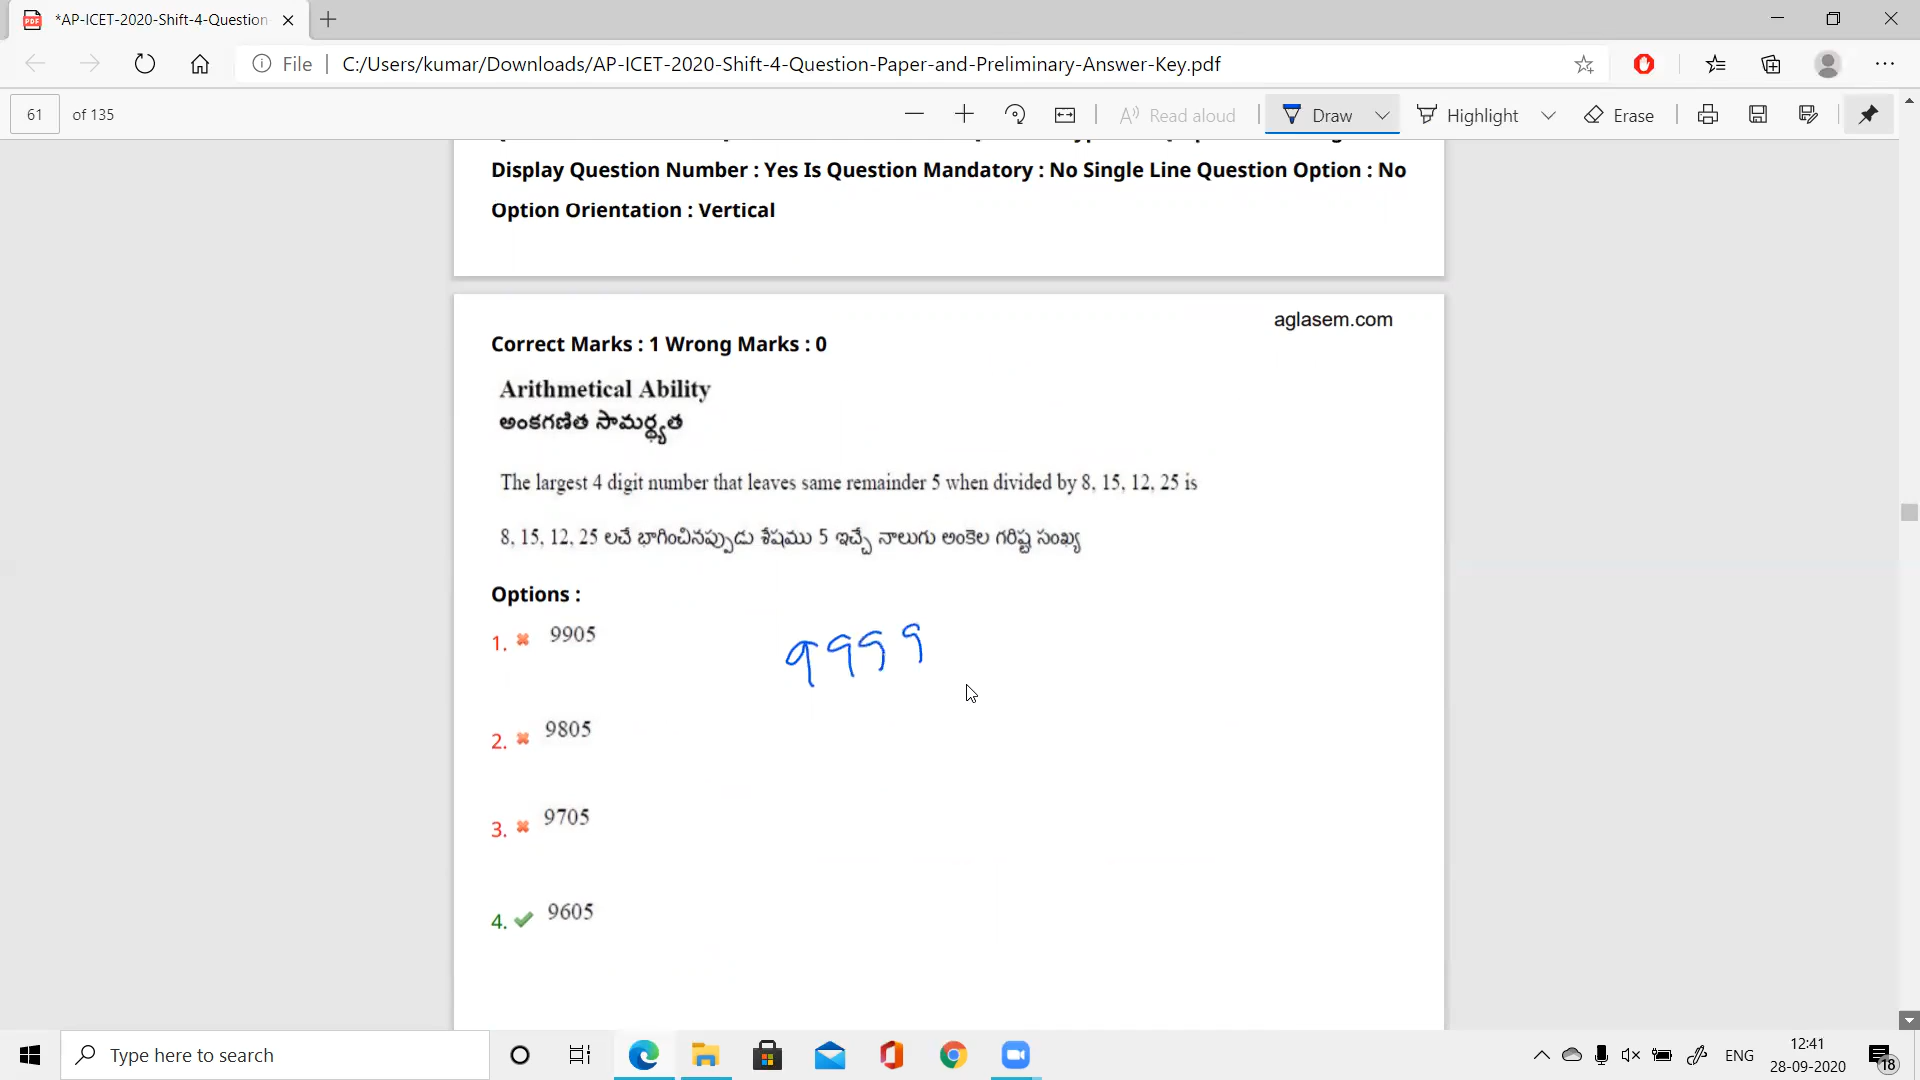 *AP-ICET-2020-Shift-4-Question
File
C:/Users/kumar/Downloads/AP-ICET-2020-Shift-4-Question-Paper-and-Preliminary-Answer-Key.pdf
61 of 135
Read aloud
Draw
Highlight
Erase
Display Question Number : Yes Is Question Mandatory : No Single Line Question Option : No
Option Orientation : Vertical
aglasem.com
Correct Marks : 1 Wrong Marks : 0
Arithmetical Ability
అంకగణిత సామర్థ్యత
The largest 4 digit number that leaves same remainder 5 when divided by 8, 15, 12, 25 is
8, 15, 12, 25 లచే భాగించినప్పుడు శేషము 5 ఇచ్చే నాలుగు అంకెల గరిష్ట సంఖ్య
Options :
1. 9905
9999
2. 9805
3. 9705
4. 9605
Type here to search
ENG
12:41
28-09-2020
18